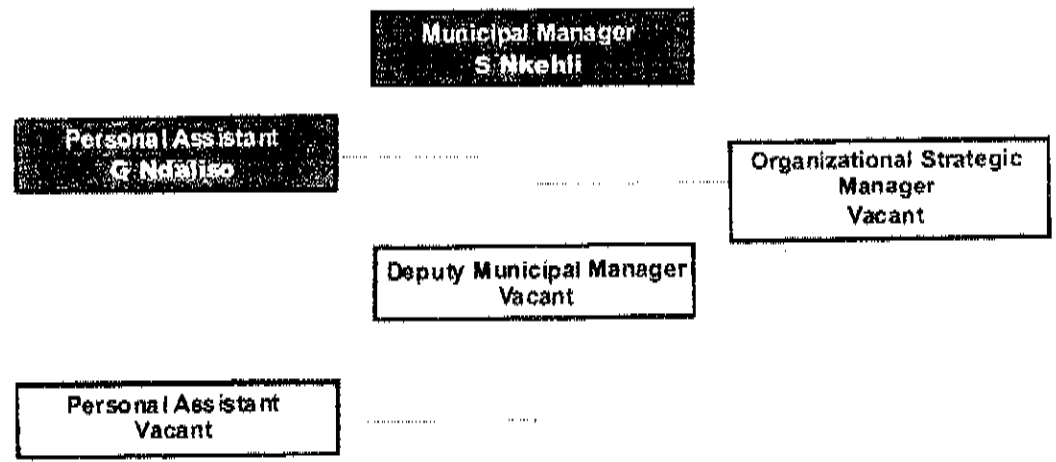 Municipal Manager
S Nkehli
Personal Assistant
G Ndaliso
Organizational Strategic
Manager
Vacant
Deputy Municipal Manager
Vacant
Personal Assistant
Vacant